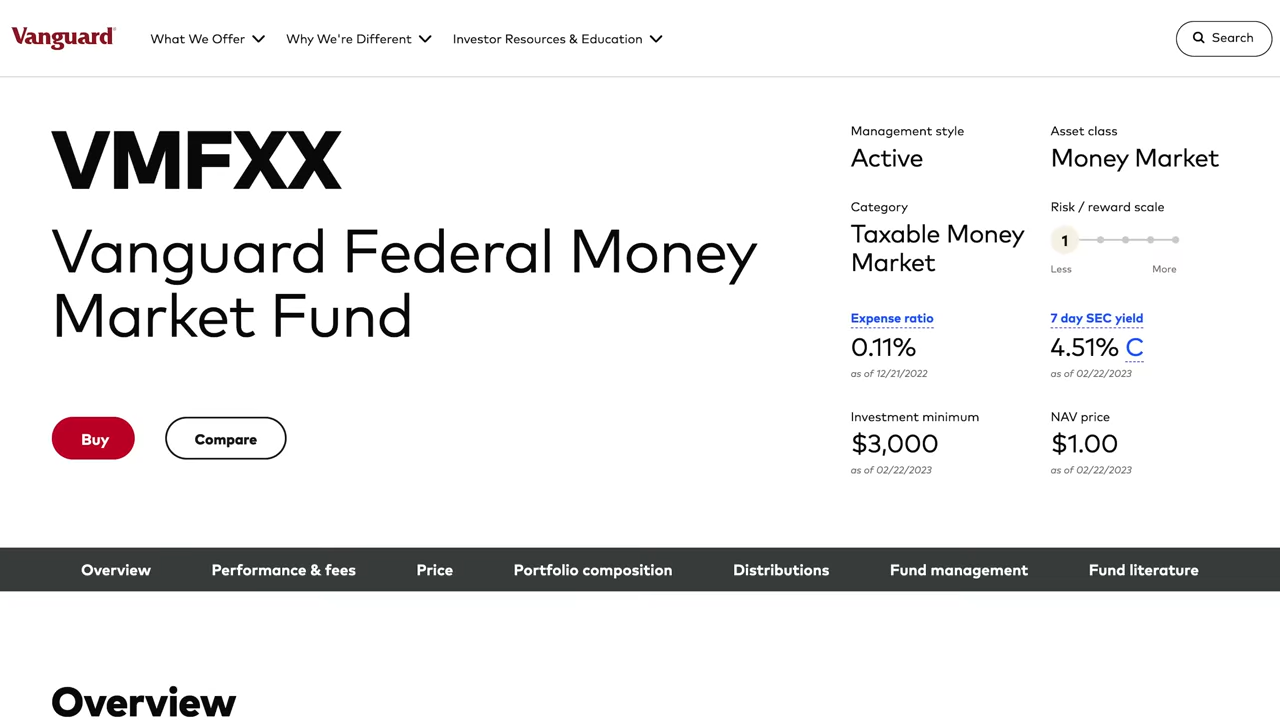 Vanguard
What We Offer
Why We're Different
Investor Resources & Education
Search
VMFXX
Vanguard Federal Money
Market Fund
Buy
Compare
Management style
Active
Asset class
Money Market
Category
Taxable Money
Market
Risk / reward scale
1
Less
More
Expense ratio
0.11%
as of 12/21/2022
7 day SEC yield
4.51% C
as of 02/22/2023
Investment minimum
$3,000
as of 02/22/2023
NAV price
$1.00
as of 02/22/2023
Overview
Performance & fees
Price
Portfolio composition
Distributions
Fund management
Fund literature
Overview